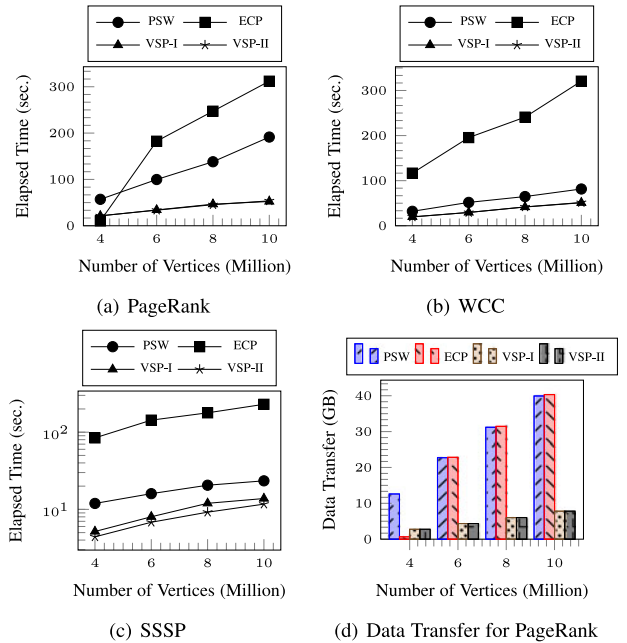 PSW ECP
VSP-I VSP-II
300
200
100
0
4 6 8 10
Elapsed Time (sec.)
Number of Vertices (Million)
(a) PageRank
PSW ECP
VSP-I VSP-II
300
200
100
0
4 6 8 10
Elapsed Time (sec.)
Number of Vertices (Million)
(b) WCC
PSW ECP
VSP-I VSP-II
10²
10¹
4 6 8 10
Elapsed Time (sec.)
Number of Vertices (Million)
(c) SSSP
PSW ECP VSP-I VSP-II
40
30
20
10
0
4 6 8 10
Data Transfer (GB)
Number of Vertices (Million)
(d) Data Transfer for PageRank